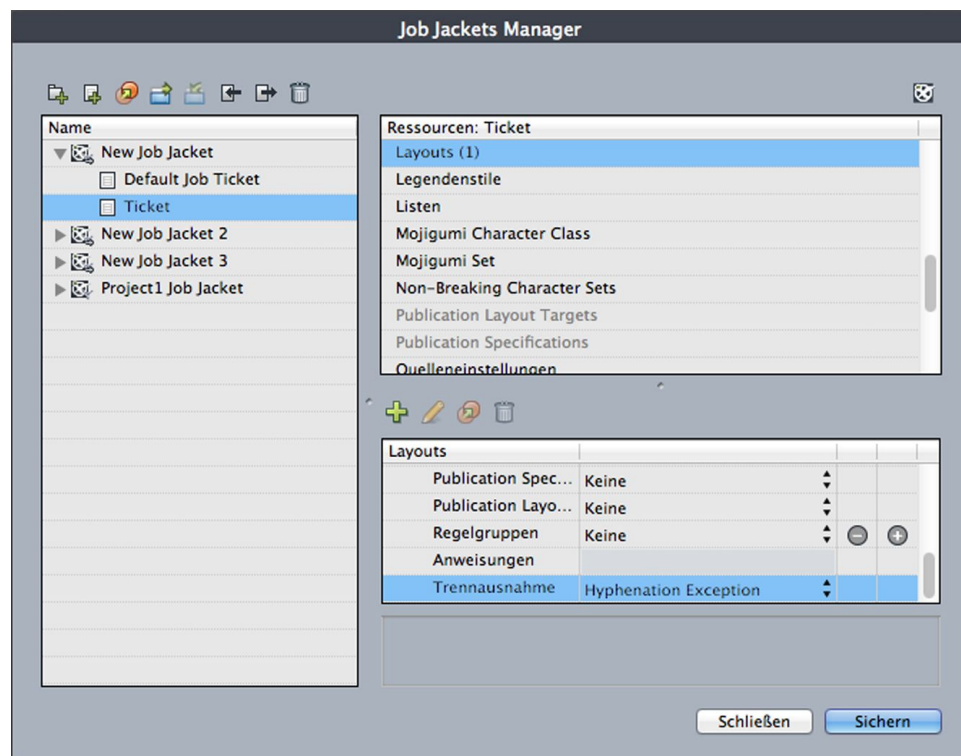 Job Jackets Manager
Name
New Job Jacket
Default Job Ticket
Ticket
New Job Jacket 2
New Job Jacket 3
Project1 Job Jacket
Ressourcen: Ticket
Layouts (1)
Legendenstile
Listen
Mojigumi Character Class
Mojigumi Set
Non-Breaking Character Sets
Publication Layout Targets
Publication Specifications
Quelleneinstellungen
Layouts
Publication Spec... Keine
Publication Layo... Keine
Regelgruppen Keine
Anweisungen
Trennausnahme Hyphenation Exception
Schließen Sichern